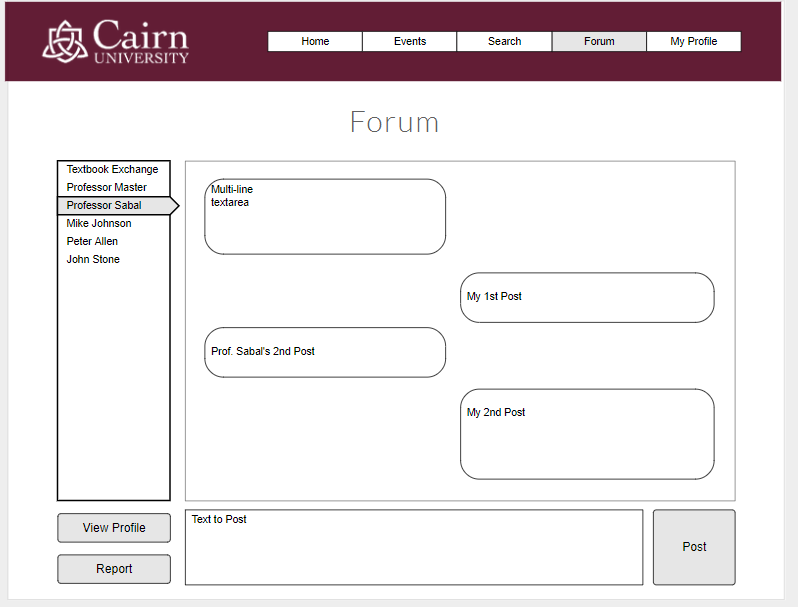 Cairn
UNIVERSITY
Home
Events
Search
Forum
My Profile
Forum
Textbook Exchange
Professor Master
Professor Sabal
Mike Johnson
Peter Allen
John Stone
Multi-line
textarea
My 1st Post
Prof. Sabal's 2nd Post
My 2nd Post
View Profile
Report
Text to Post
Post